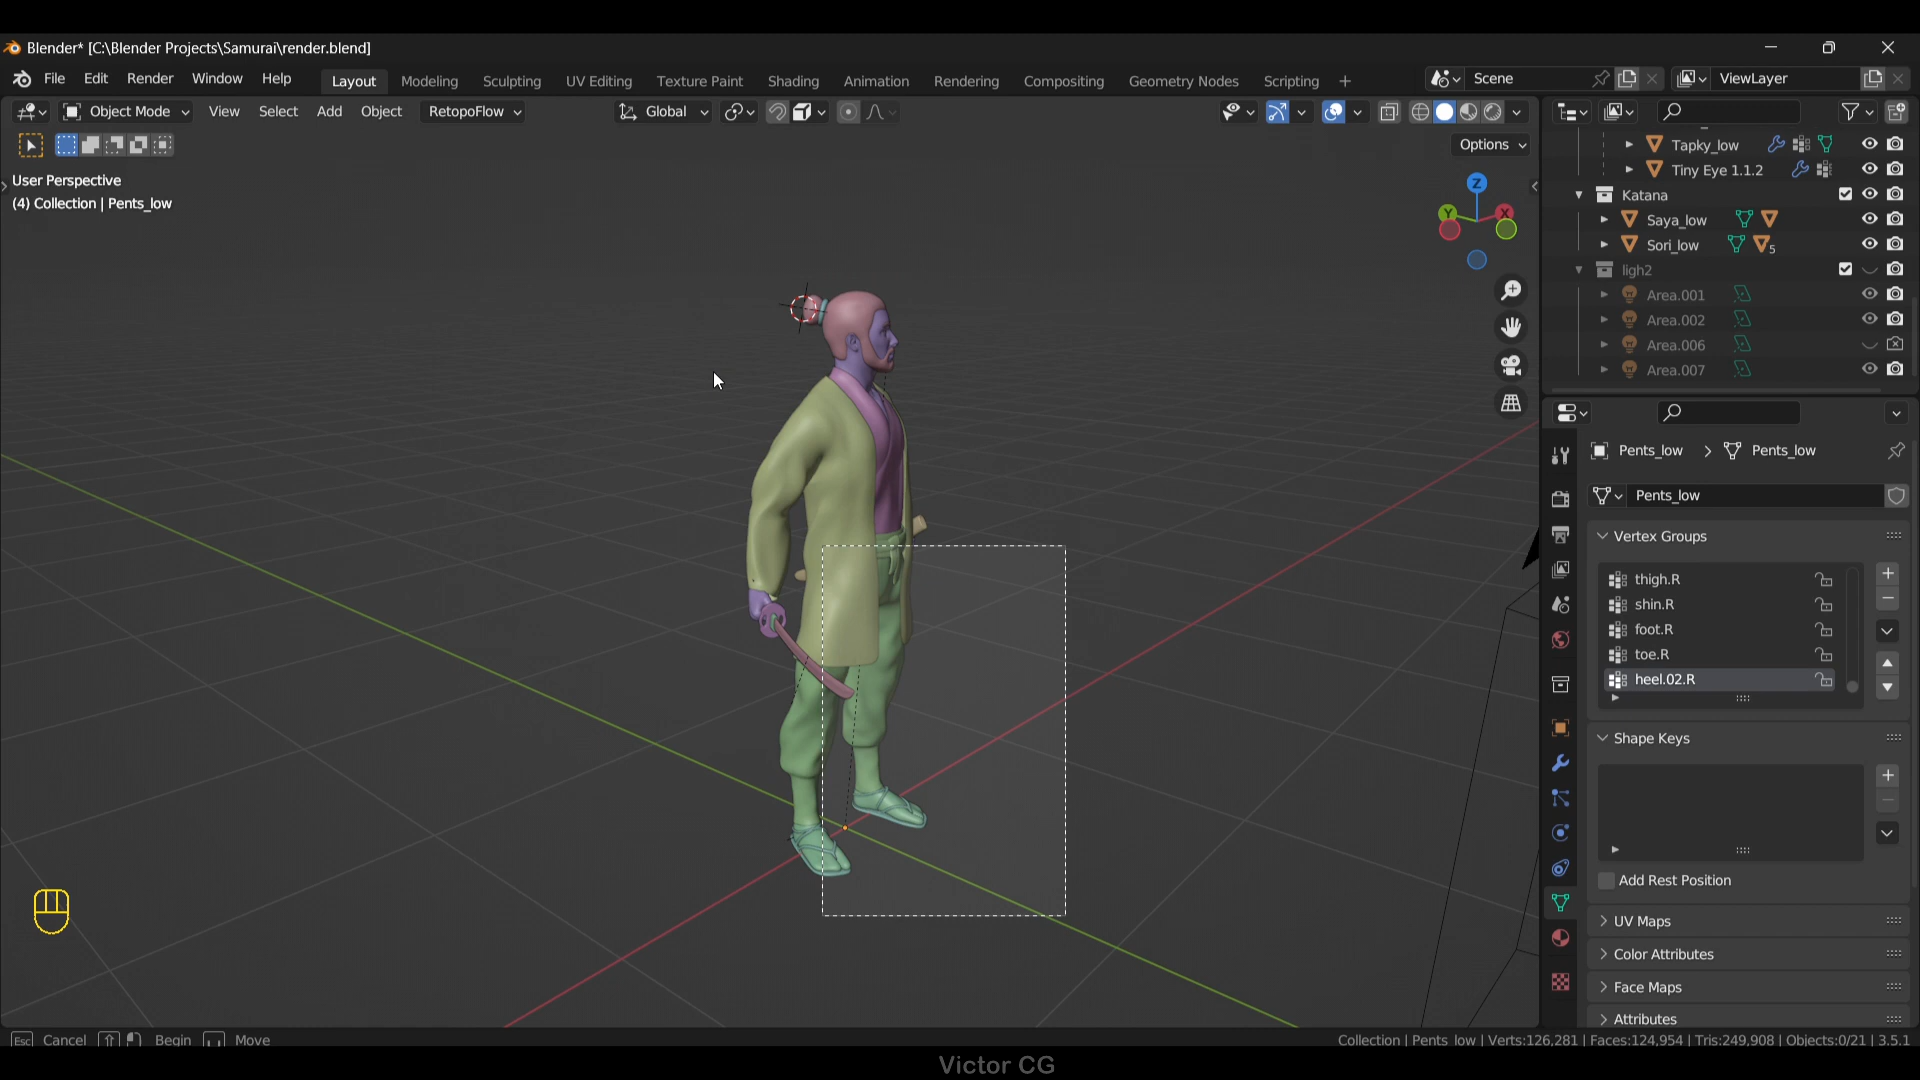 Blender* [C:\Blender Projects\Samurai\render.blend]
File Edit Render Window Help Layout Modeling Sculpting UV Editing Texture Paint Shading Animation Rendering Compositing Geometry Nodes Scripting + Scene ViewLayer
Object Mode View Select Add Object RetopoFlow Global
Options
User Perspective
(4) Collection | Pents_low
Z
Y
X
Tapky_low
Tiny Eye 1.1.2
Katana
Saya_low
Sori_low 5
ligh2
Area.001
Area.002
Area.006
Area.007
Pents_low > Pents_low
Pents_low
Vertex Groups
thigh.R
shin.R
foot.R
toe.R
heel.02.R
Shape Keys
Add Rest Position
UV Maps
Color Attributes
Face Maps
Attributes
Esc Cancel Begin Move Collection | Pents_low | Verts:126,281 | Faces:124,954 | Tris:249,908 | Objects:0/21 | 3.5.1
Victor CG